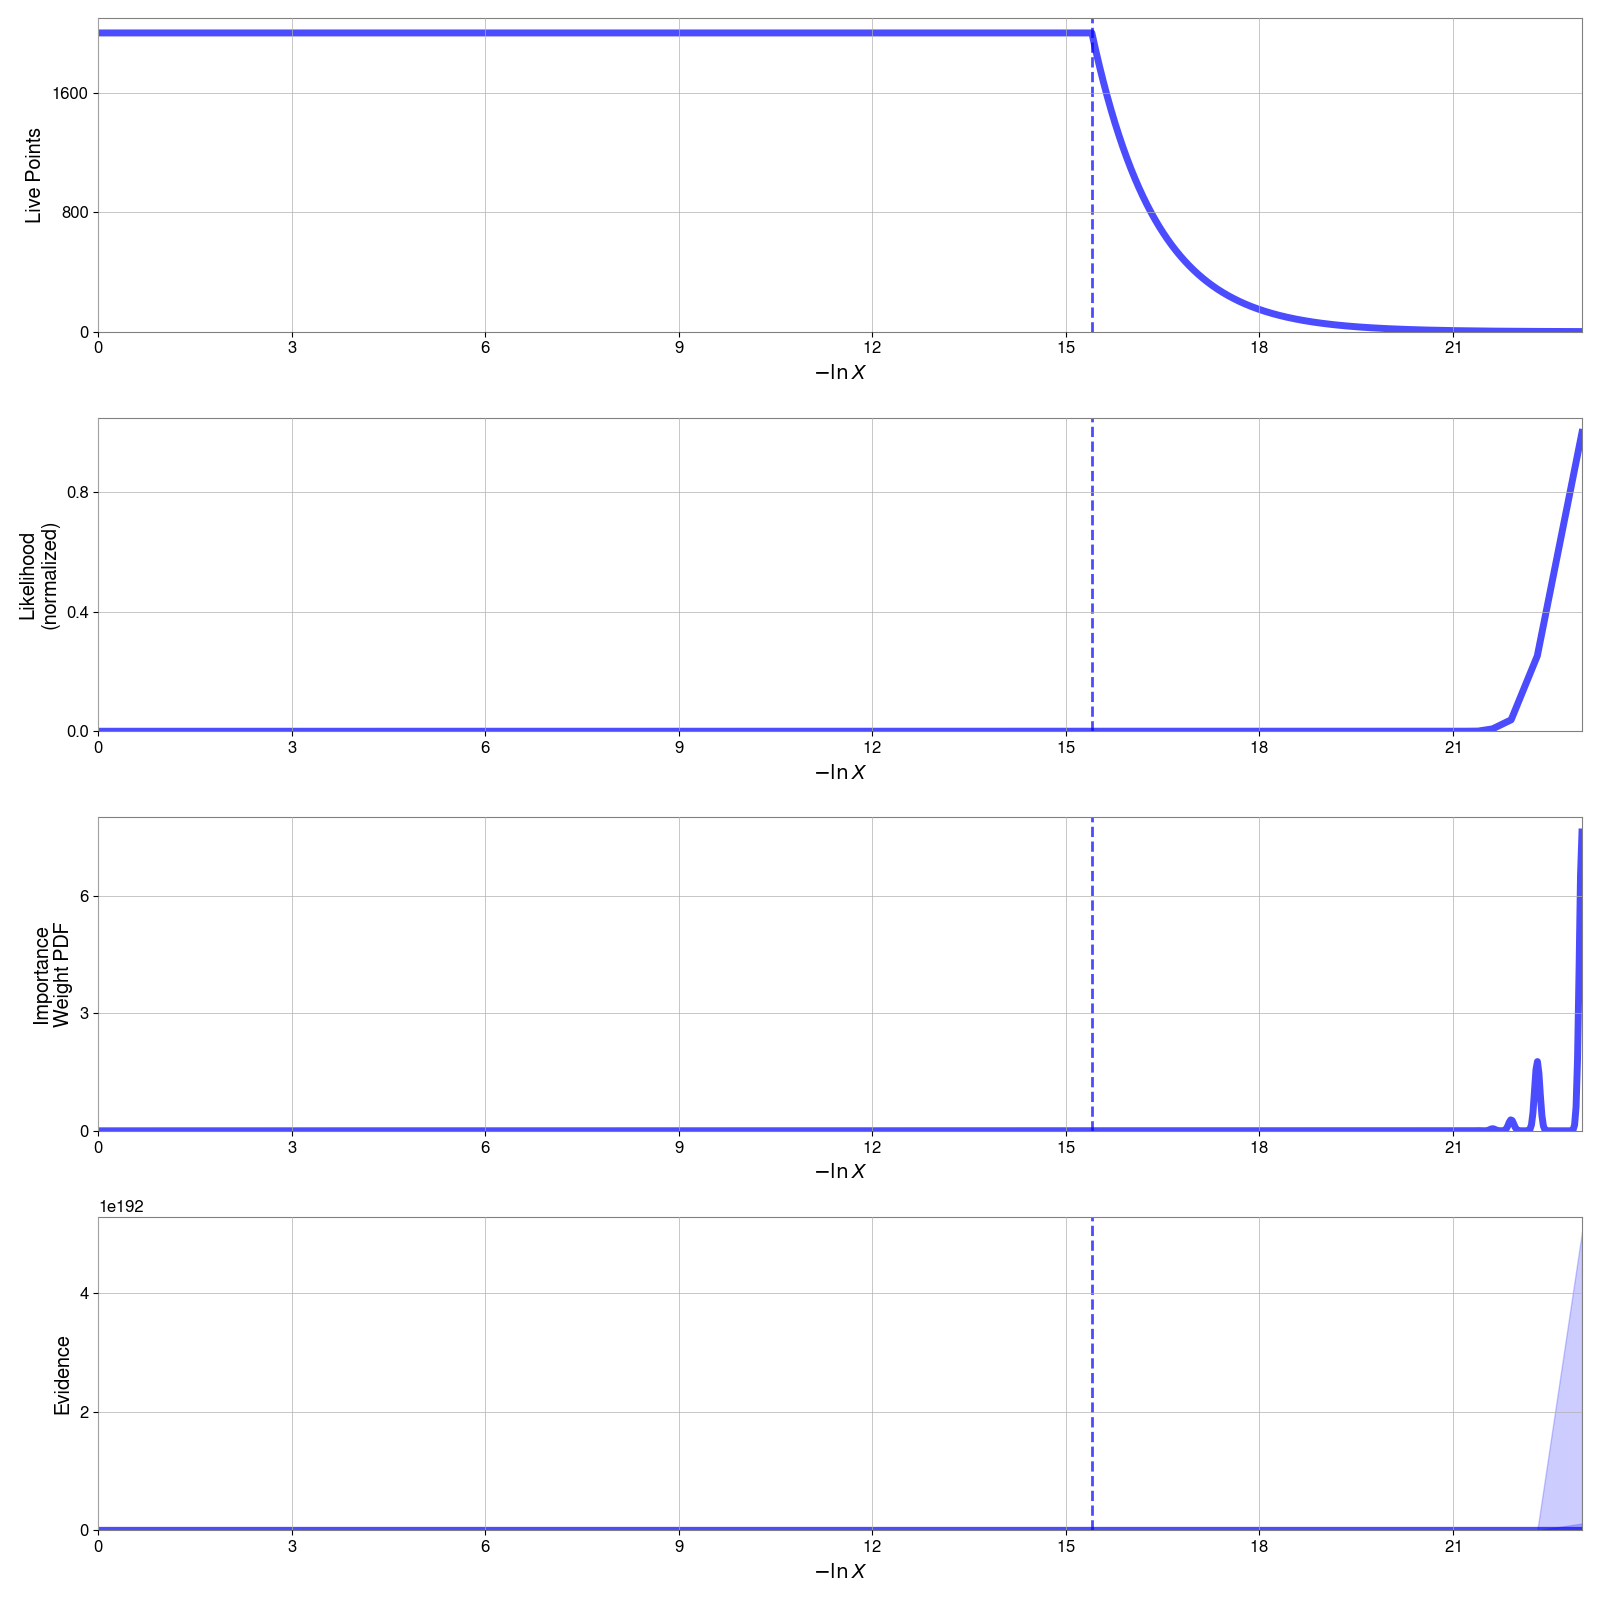 1600
800
0
Live Points
0 3 6 9 12 15 18 21
−ln X
0.8
0.4
0.0
Likelihood
(normalized)
0 3 6 9 12 15 18 21
−ln X
6
3
0
Importance
Weight PDF
0 3 6 9 12 15 18 21
−ln X
1e192
4
2
0
Evidence
0 3 6 9 12 15 18 21
−ln X